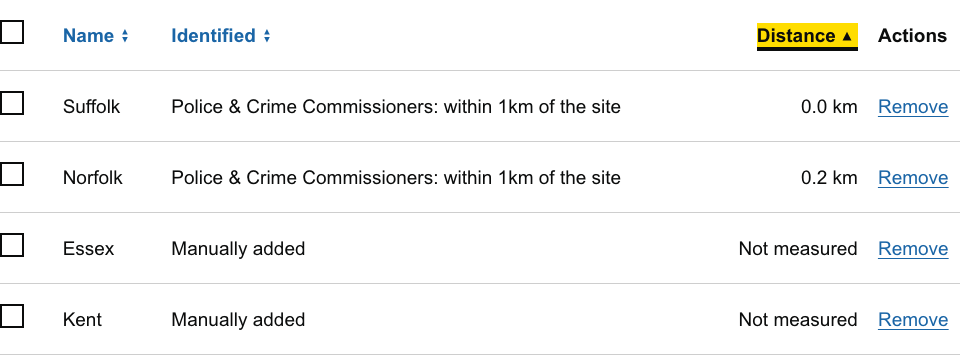 Name Identified Distance Actions
Suffolk Police & Crime Commissioners: within 1km of the site 0.0 km Remove
Norfolk Police & Crime Commissioners: within 1km of the site 0.2 km Remove
Essex Manually added Not measured Remove
Kent Manually added Not measured Remove